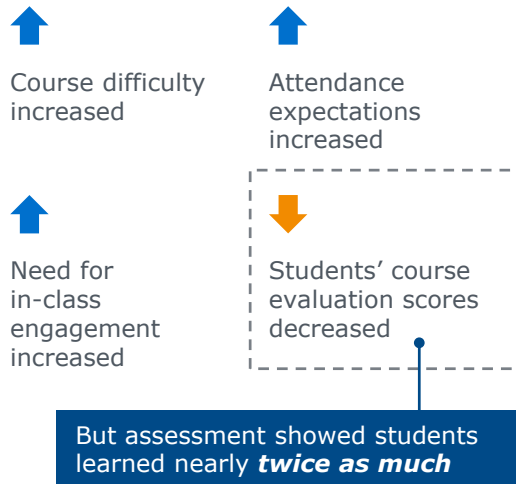 Course difficulty
increased
Attendance
expectations
increased
Need for
in-class
engagement
increased
Students’ course
evaluation scores
decreased
But assessment showed students
learned nearly twice as much